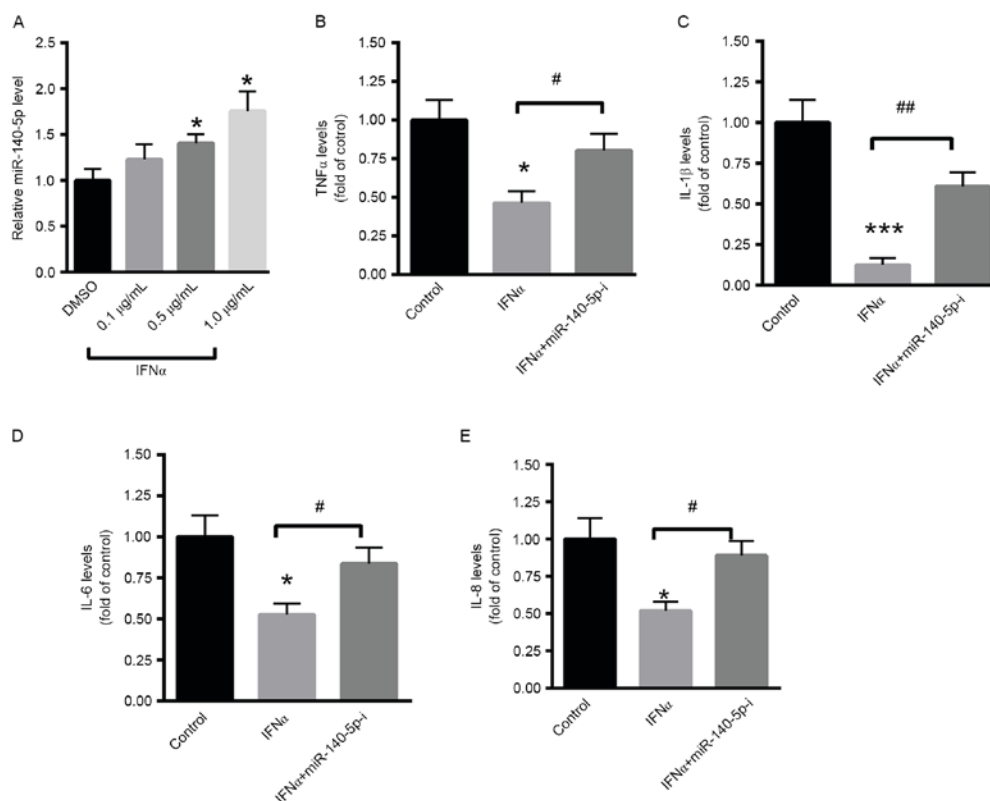 A
Relative miR-140-5p level
2.5
2.0
1.5
1.0
0.5
0.0
*
*
DMSO
0.1 µg/mL
0.5 µg/mL
1.0 µg/mL
IFNα
B
TNFα levels
(fold of cotrol)
1.50
1.25
1.00
0.75
0.50
0.25
0.00
#
*
Control
IFNα
IFNα+miR-140-5p-i
C
IL-1β levels
(fold of control)
1.50
1.25
1.00
0.75
0.50
0.25
0.00
##
***
Control
IFNα
IFNα+miR-140-5p-i
D
IL-6 levels
(fold of control)
1.50
1.25
1.00
0.75
0.50
0.25
0.00
#
*
Control
IFNα
IFNα+miR-140-5p-i
E
IL-8 levels
(fold of control)
1.50
1.25
1.00
0.75
0.50
0.25
0.00
#
*
Control
IFNα
IFNα+miR-140-5p-i